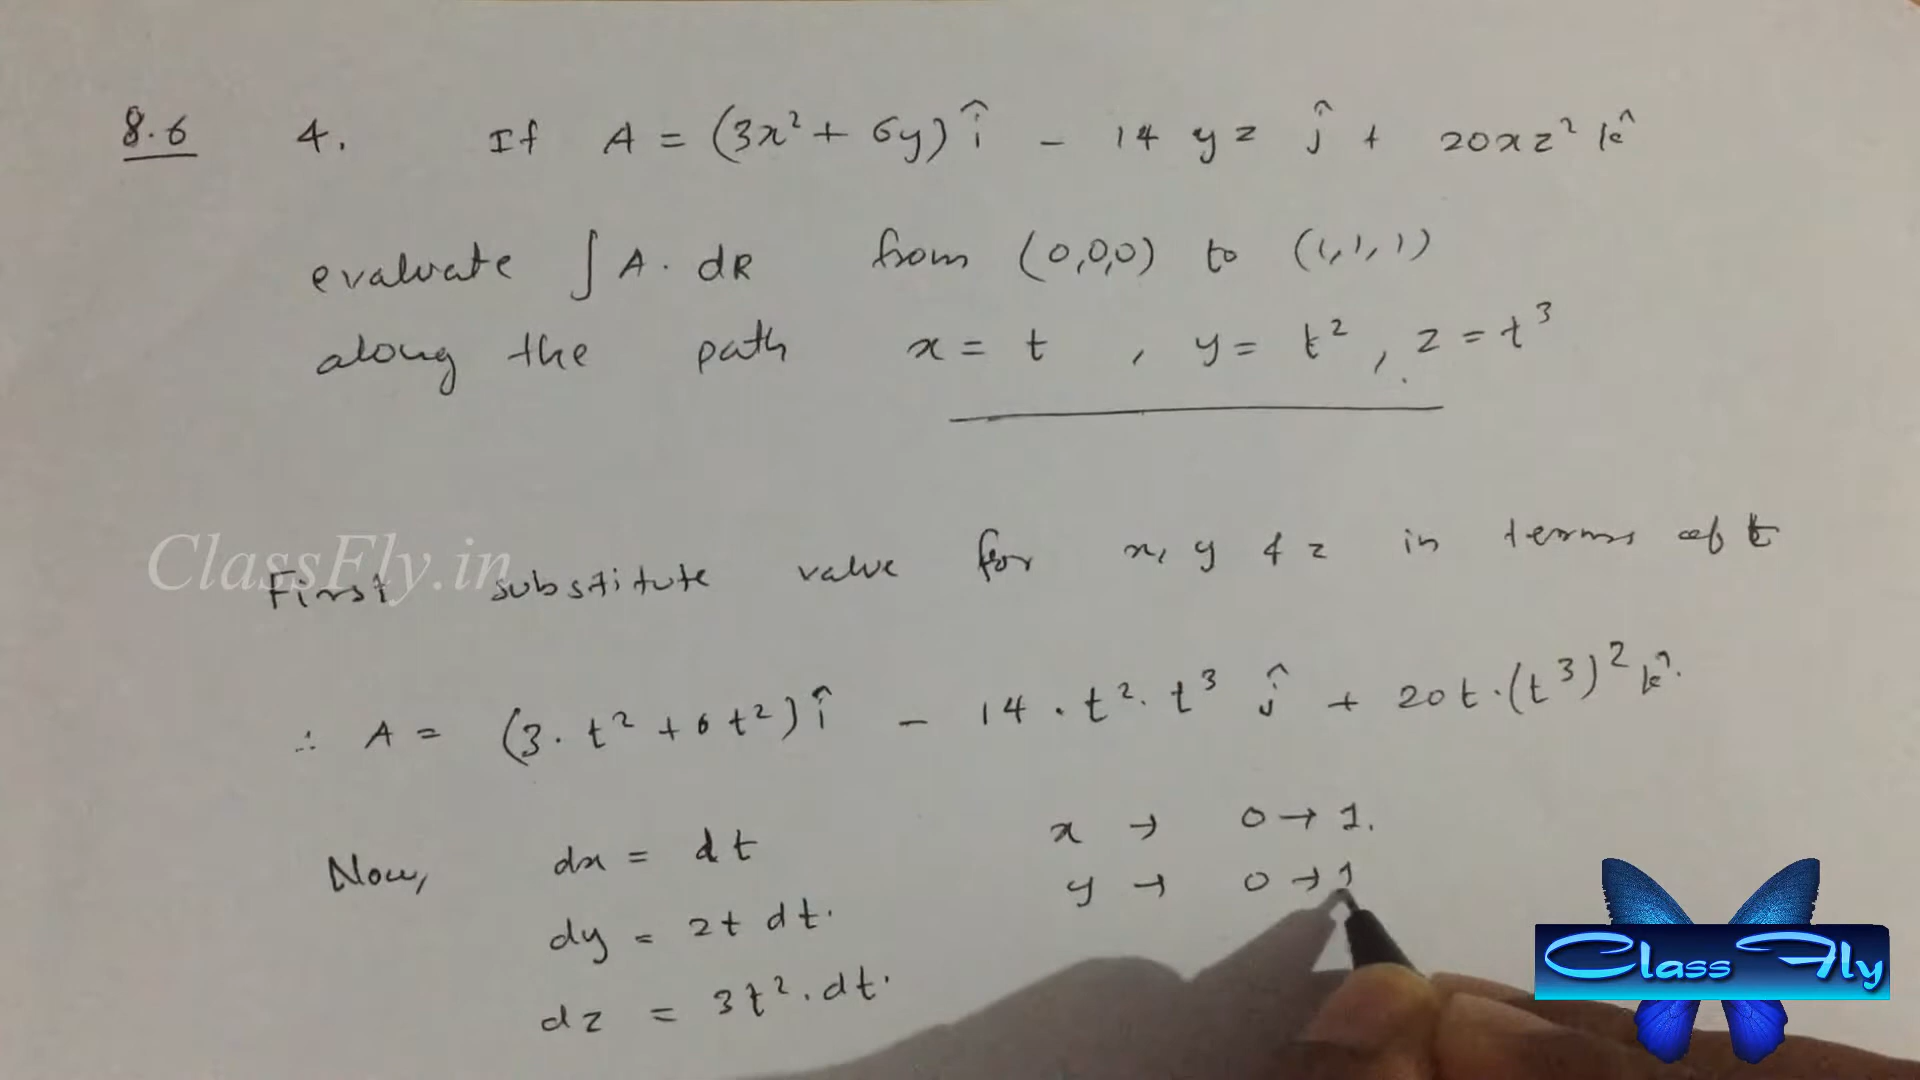 8.6 4. If A = (3x² + 6y) î − 14 yz ĵ + 20xz² k̂
evaluate ∫ A · dR from (0,0,0) to (1,1,1)
along the path x = t , y = t² , z = t³
ClassFly.in
First substitute value for x, y & z in terms of t
∴ A = (3 . t² + 6t²) î − 14 . t² . t³ ĵ + 20t . (t³)² k̂.
Now, dx = dt x → 0 → 1.
dy = 2t dt. y → 0 → 1
dz = 3t² . dt.
Class Fly